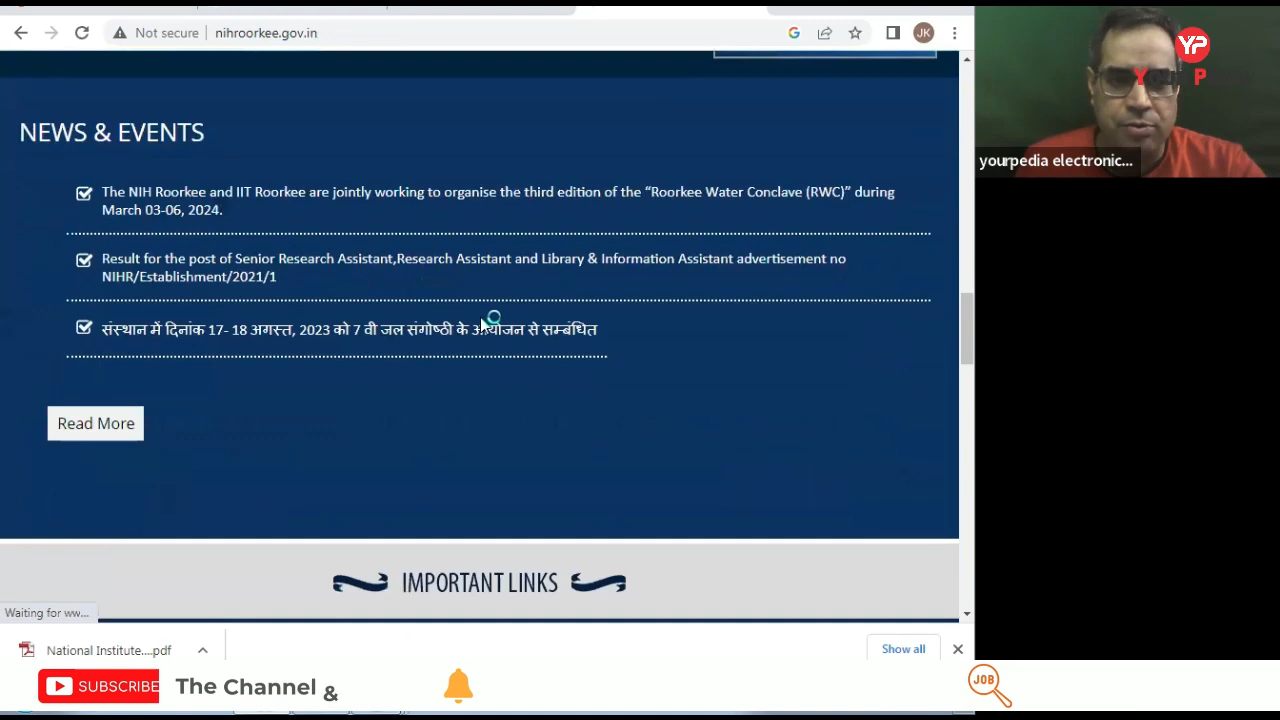 Not secure
nihroorkee.gov.in
JK
YP
yourpedia electronic...
NEWS & EVENTS
The NIH Roorkee and IIT Roorkee are jointly working to organise the third edition of the “Roorkee Water Conclave (RWC)” during
March 03-06, 2024.
Result for the post of Senior Research Assistant,Research Assistant and Library & Information Assistant advertisement no
NIHR/Establishment/2021/1
संस्थान में दिनांक 17- 18 अगस्त, 2023 को 7 वी जल संगोष्ठी के आयोजन से सम्बंधित
Read More
IMPORTANT LINKS
Waiting for ww...
National Institute....pdf
Show all
SUBSCRIBE
The Channel &
JOB